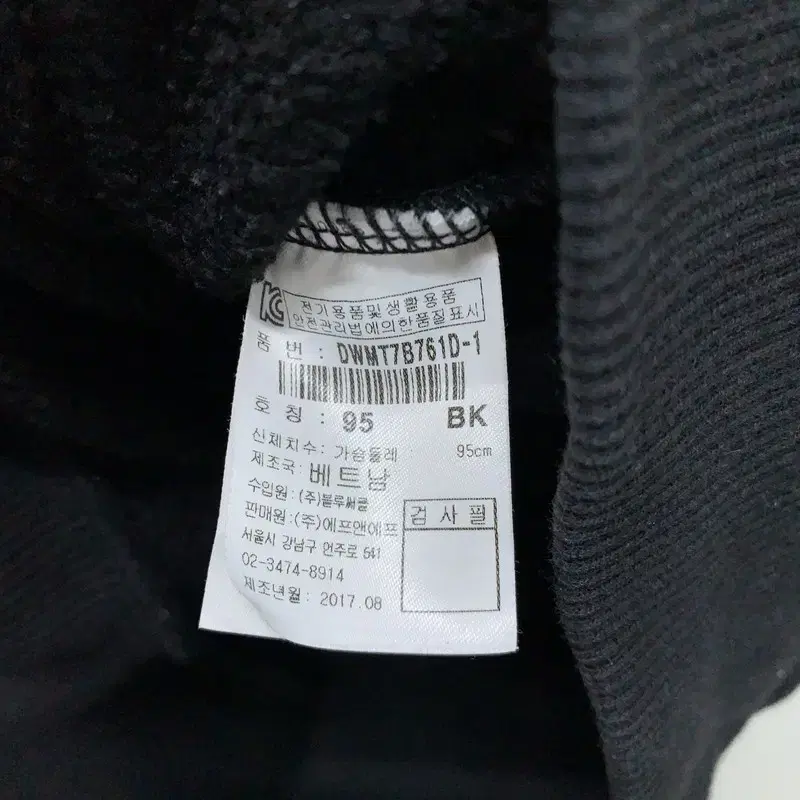 KC 전기용품및생활용품
안전관리법에의한품질표시
품 번 : DWMT7B761D-1
호 칭 : 95 BK
신체치수: 가슴둘레 95cm
제조국: 베트남
수입원: (주)블루써클
판매원:(주)에프앤에프
서울시 강남구 언주로 541
02-3474-8914
제조년월: 2017.08
검 사 필